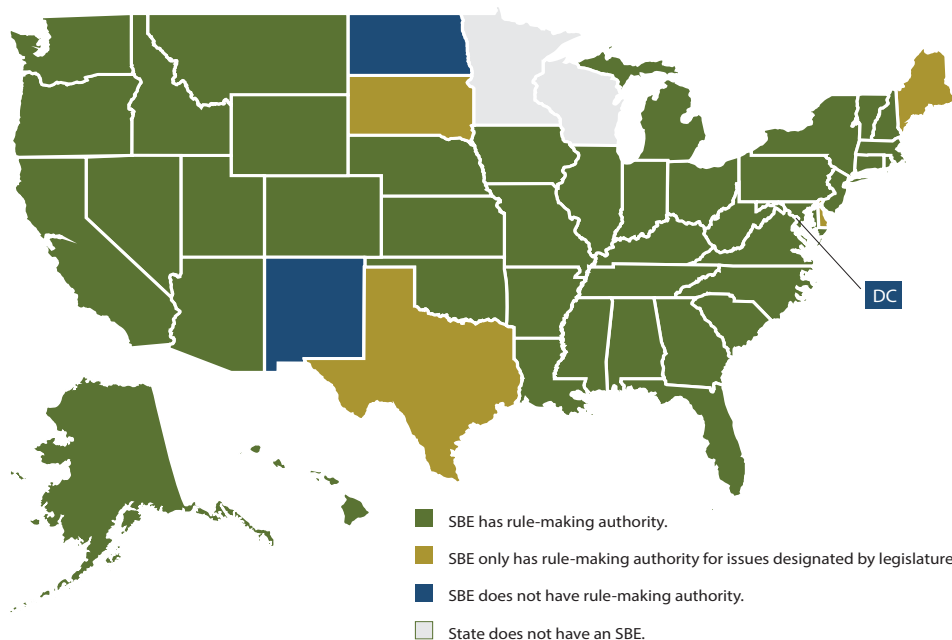 DC
SBE has rule-making authority.
SBE only has rule-making authority for issues designated by legislature
SBE does not have rule-making authority.
State does not have an SBE.